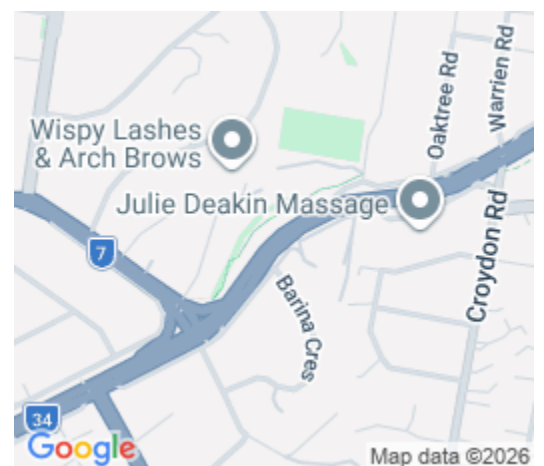 Oaktree Rd
Warrien Rd
Wispy Lashes
& Arch Brows
Julie Deakin Massage
7
Croydon Rd
Barina Cres
34
Google
Map data ©2026